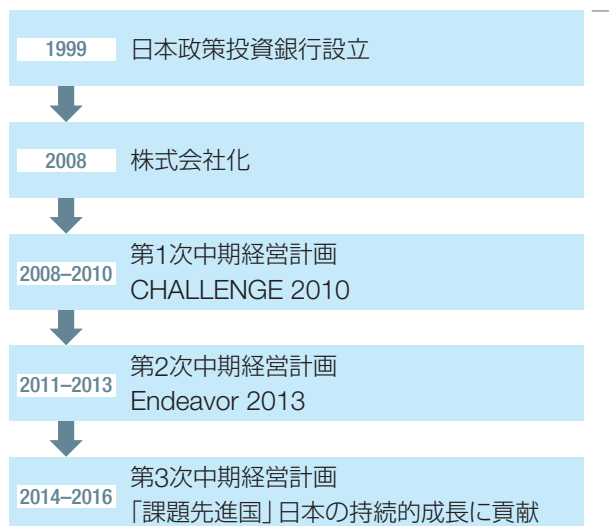 1999 日本政策投資銀行設立
2008 株式会社化
2008–2010 第1次中期経営計画
CHALLENGE 2010
2011–2013 第2次中期経営計画
Endeavor 2013
2014–2016 第3次中期経営計画
「課題先進国」日本の持続的成長に貢献